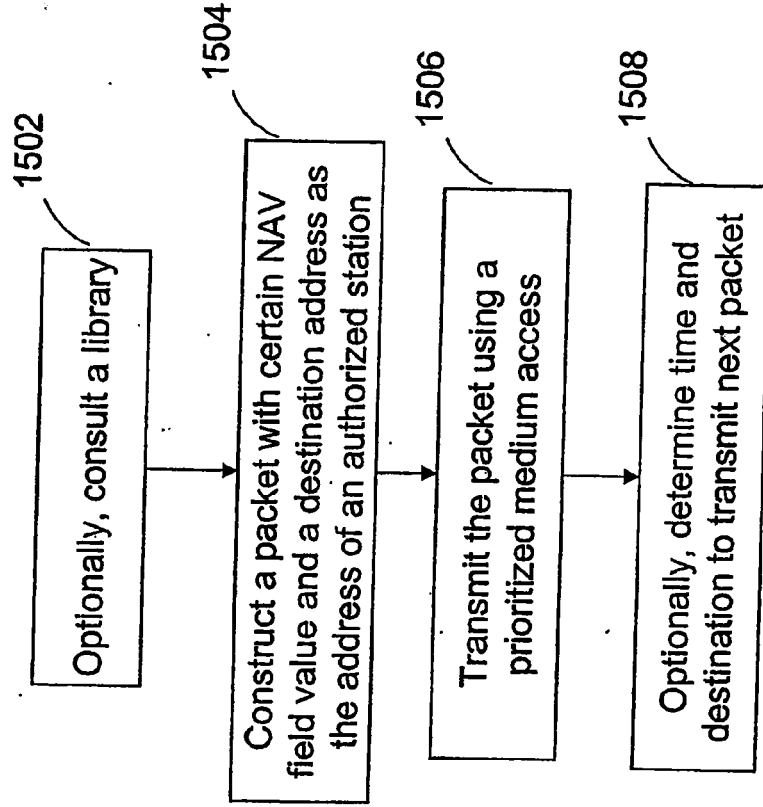 1502
Optionally, consult a library
1504
Construct a packet with certain NAV
field value and a destination address as
the address of an authorized station
1506
Transmit the packet using a
prioritized medium access
1508
Optionally, determine time and
destination to transmit next packet